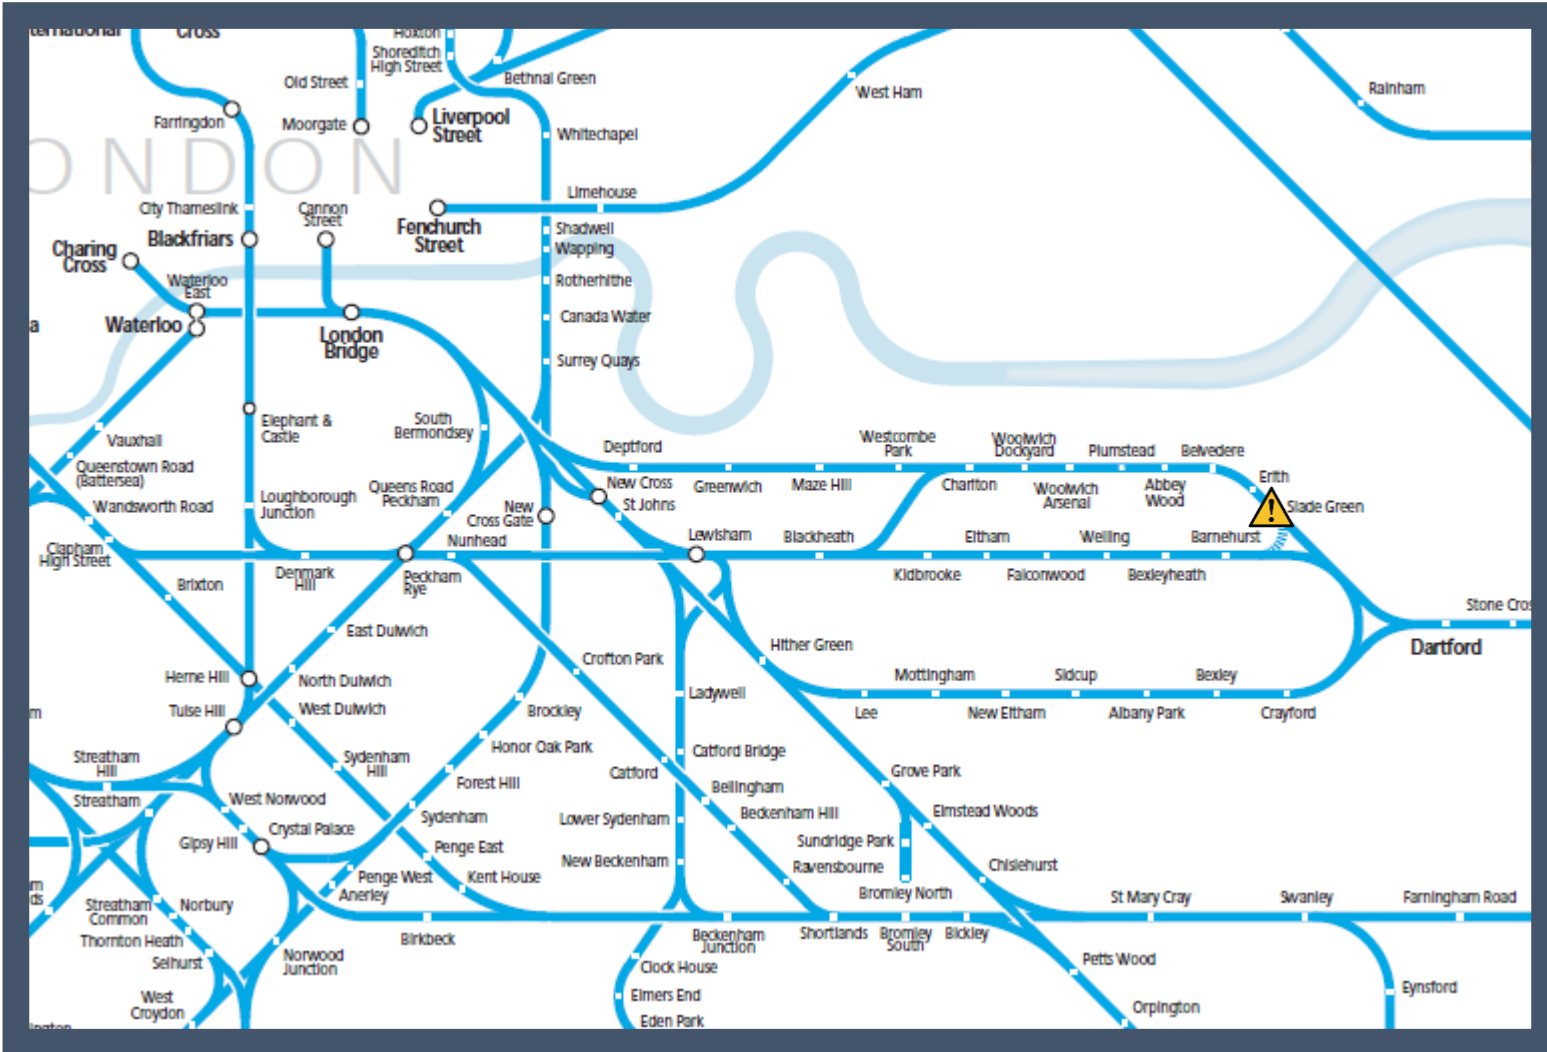 ternational
Cross
Hoxton
Shoreditch
High Street
Old Street
Bethnal Green
West Ham
Rainham
Farringdon
Moorgate
Liverpool
Street
Whitechapel
ONDON
City Thameslink
Cannon
Street
Limehouse
Blackfriars
Fenchurch
Street
Charing
Cross
Shadwell
Wapping
Waterloo
East
Rotherhithe
a
Waterloo
London
Bridge
Canada Water
Surrey Quays
Vauxhall
Elephant &
Castle
South
Bermondsey
Deptford
Westcombe
Park
Woolwich
Dockyard
Plumstead
Belvedere
Queenstown Road
(Battersea)
Erith
Queens Road
Peckham
New Cross
Greenwich
Maze Hill
Charlton
Woolwich
Arsenal
Abbey
Wood
Wandsworth Road
Loughborough
Junction
New
Cross Gate
St Johns
Slade Green
Clapham
High Street
Nunhead
Lewisham
Blackheath
Eltham
Welling
Barnehurst
Brixton
Denmark
Hill
Peckham
Rye
Kidbrooke
Falconwood
Bexleyheath
Stone Cros
East Dulwich
Hither Green
Dartford
Herne Hill
North Dulwich
Crofton Park
Mottingham
Sidcup
Bexley
m
Tulse Hill
West Dulwich
Brockley
Ladywell
Lee
New Eltham
Albany Park
Crayford
Streatham
Hill
Sydenham
Hill
Honor Oak Park
Catford Bridge
Forest Hill
Catford
Grove Park
Streatham
West Norwood
Bellingham
Sydenham
Lower Sydenham
Beckenham Hill
Elmstead Woods
Gipsy Hill
Crystal Palace
Penge East
Sundridge Park
New Beckenham
Ravensbourne
Chislehurst
Penge West
Kent House
m
ds
Anerley
Bromley North
St Mary Cray
Swanley
Farningham Road
Streatham
Common
Norbury
Birkbeck
Beckenham
Junction
Shortlands
Bromley
South
Bickley
Thornton Heath
Selhurst
Norwood
Junction
Clock House
Petts Wood
West
Croydon
Elmers End
Eynsford
Orpington
Eden Park
ington